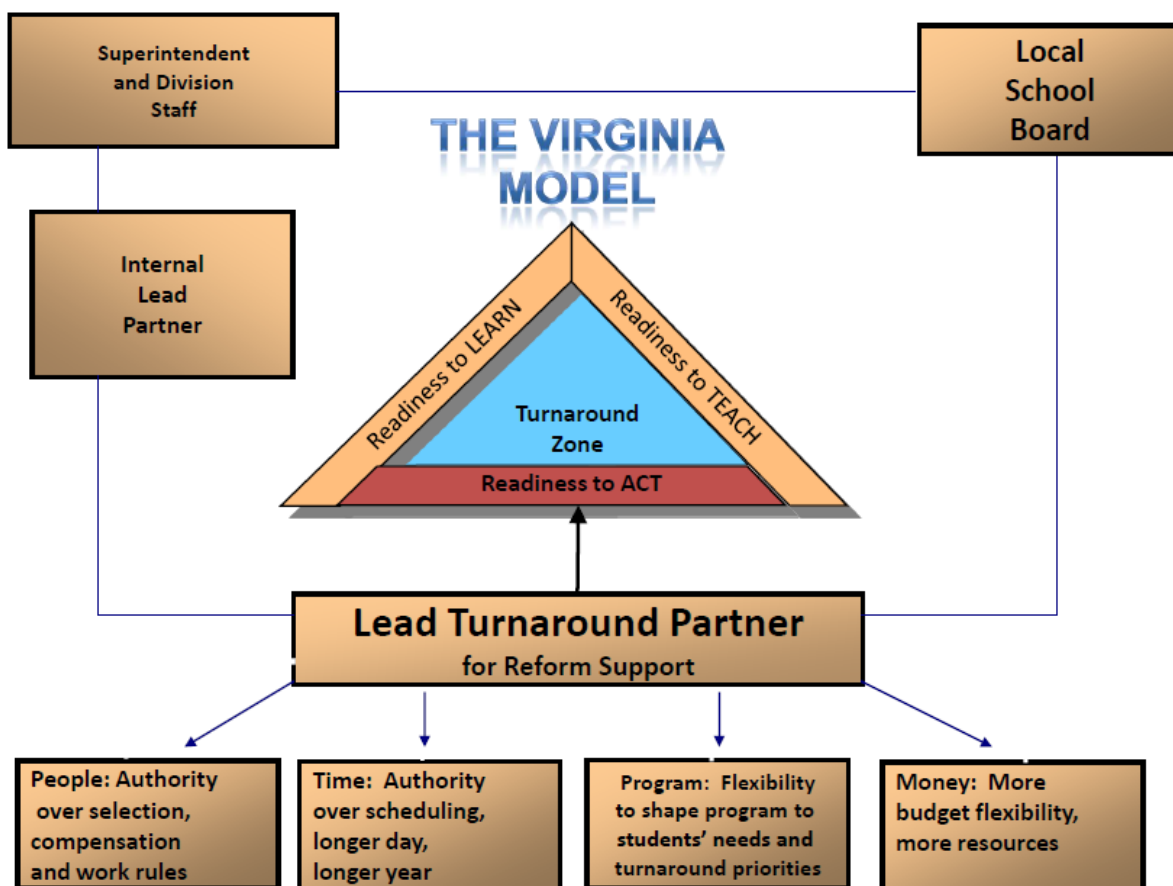 Superintendent
and Division
Staff
Local
School
Board
THE VIRGINIA
MODEL
Internal
Lead
Partner
Readiness to LEARN
Readiness to TEACH
Turnaround
Zone
Readiness to ACT
Lead Turnaround Partner
for Reform Support
People: Authority
over selection,
compensation
and work rules
Time: Authority
over scheduling,
longer day,
longer year
Program: Flexibility
to shape program to
students’ needs and
turnaround priorities
Money: More
budget flexibility,
more resources